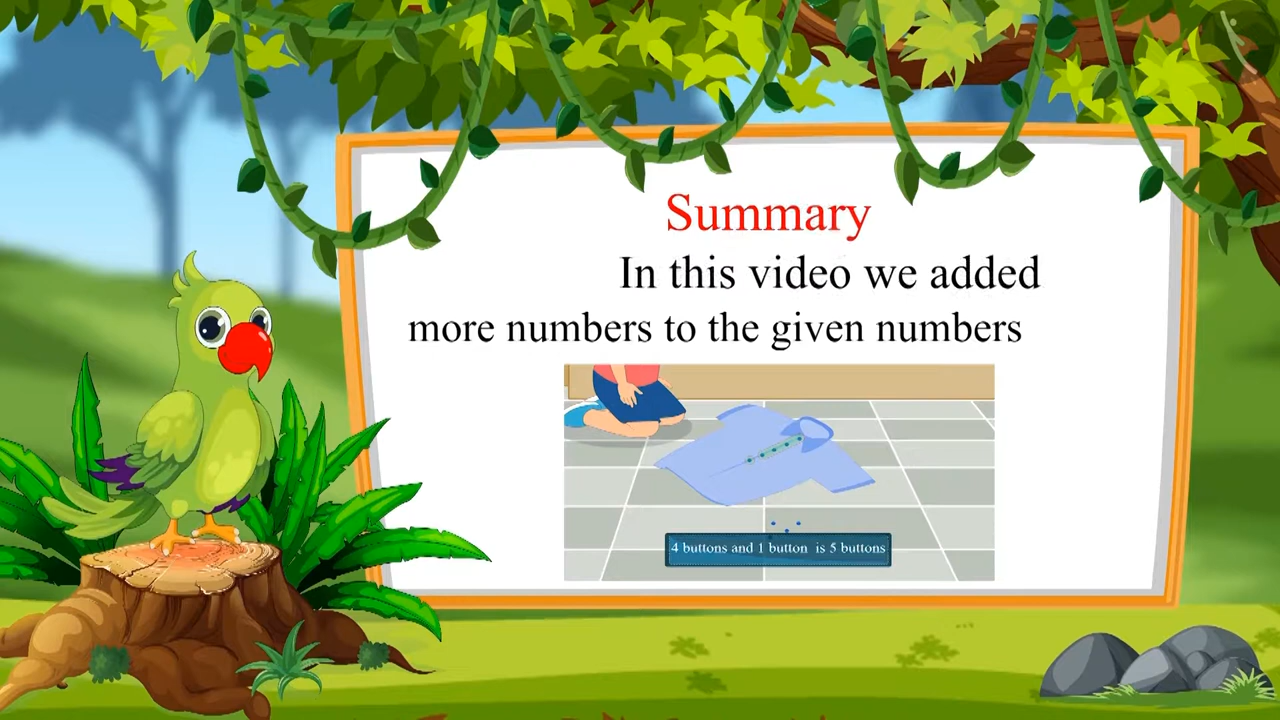 Summary
In this video we added
more numbers to the given numbers
4 buttons and 1 button is 5 buttons